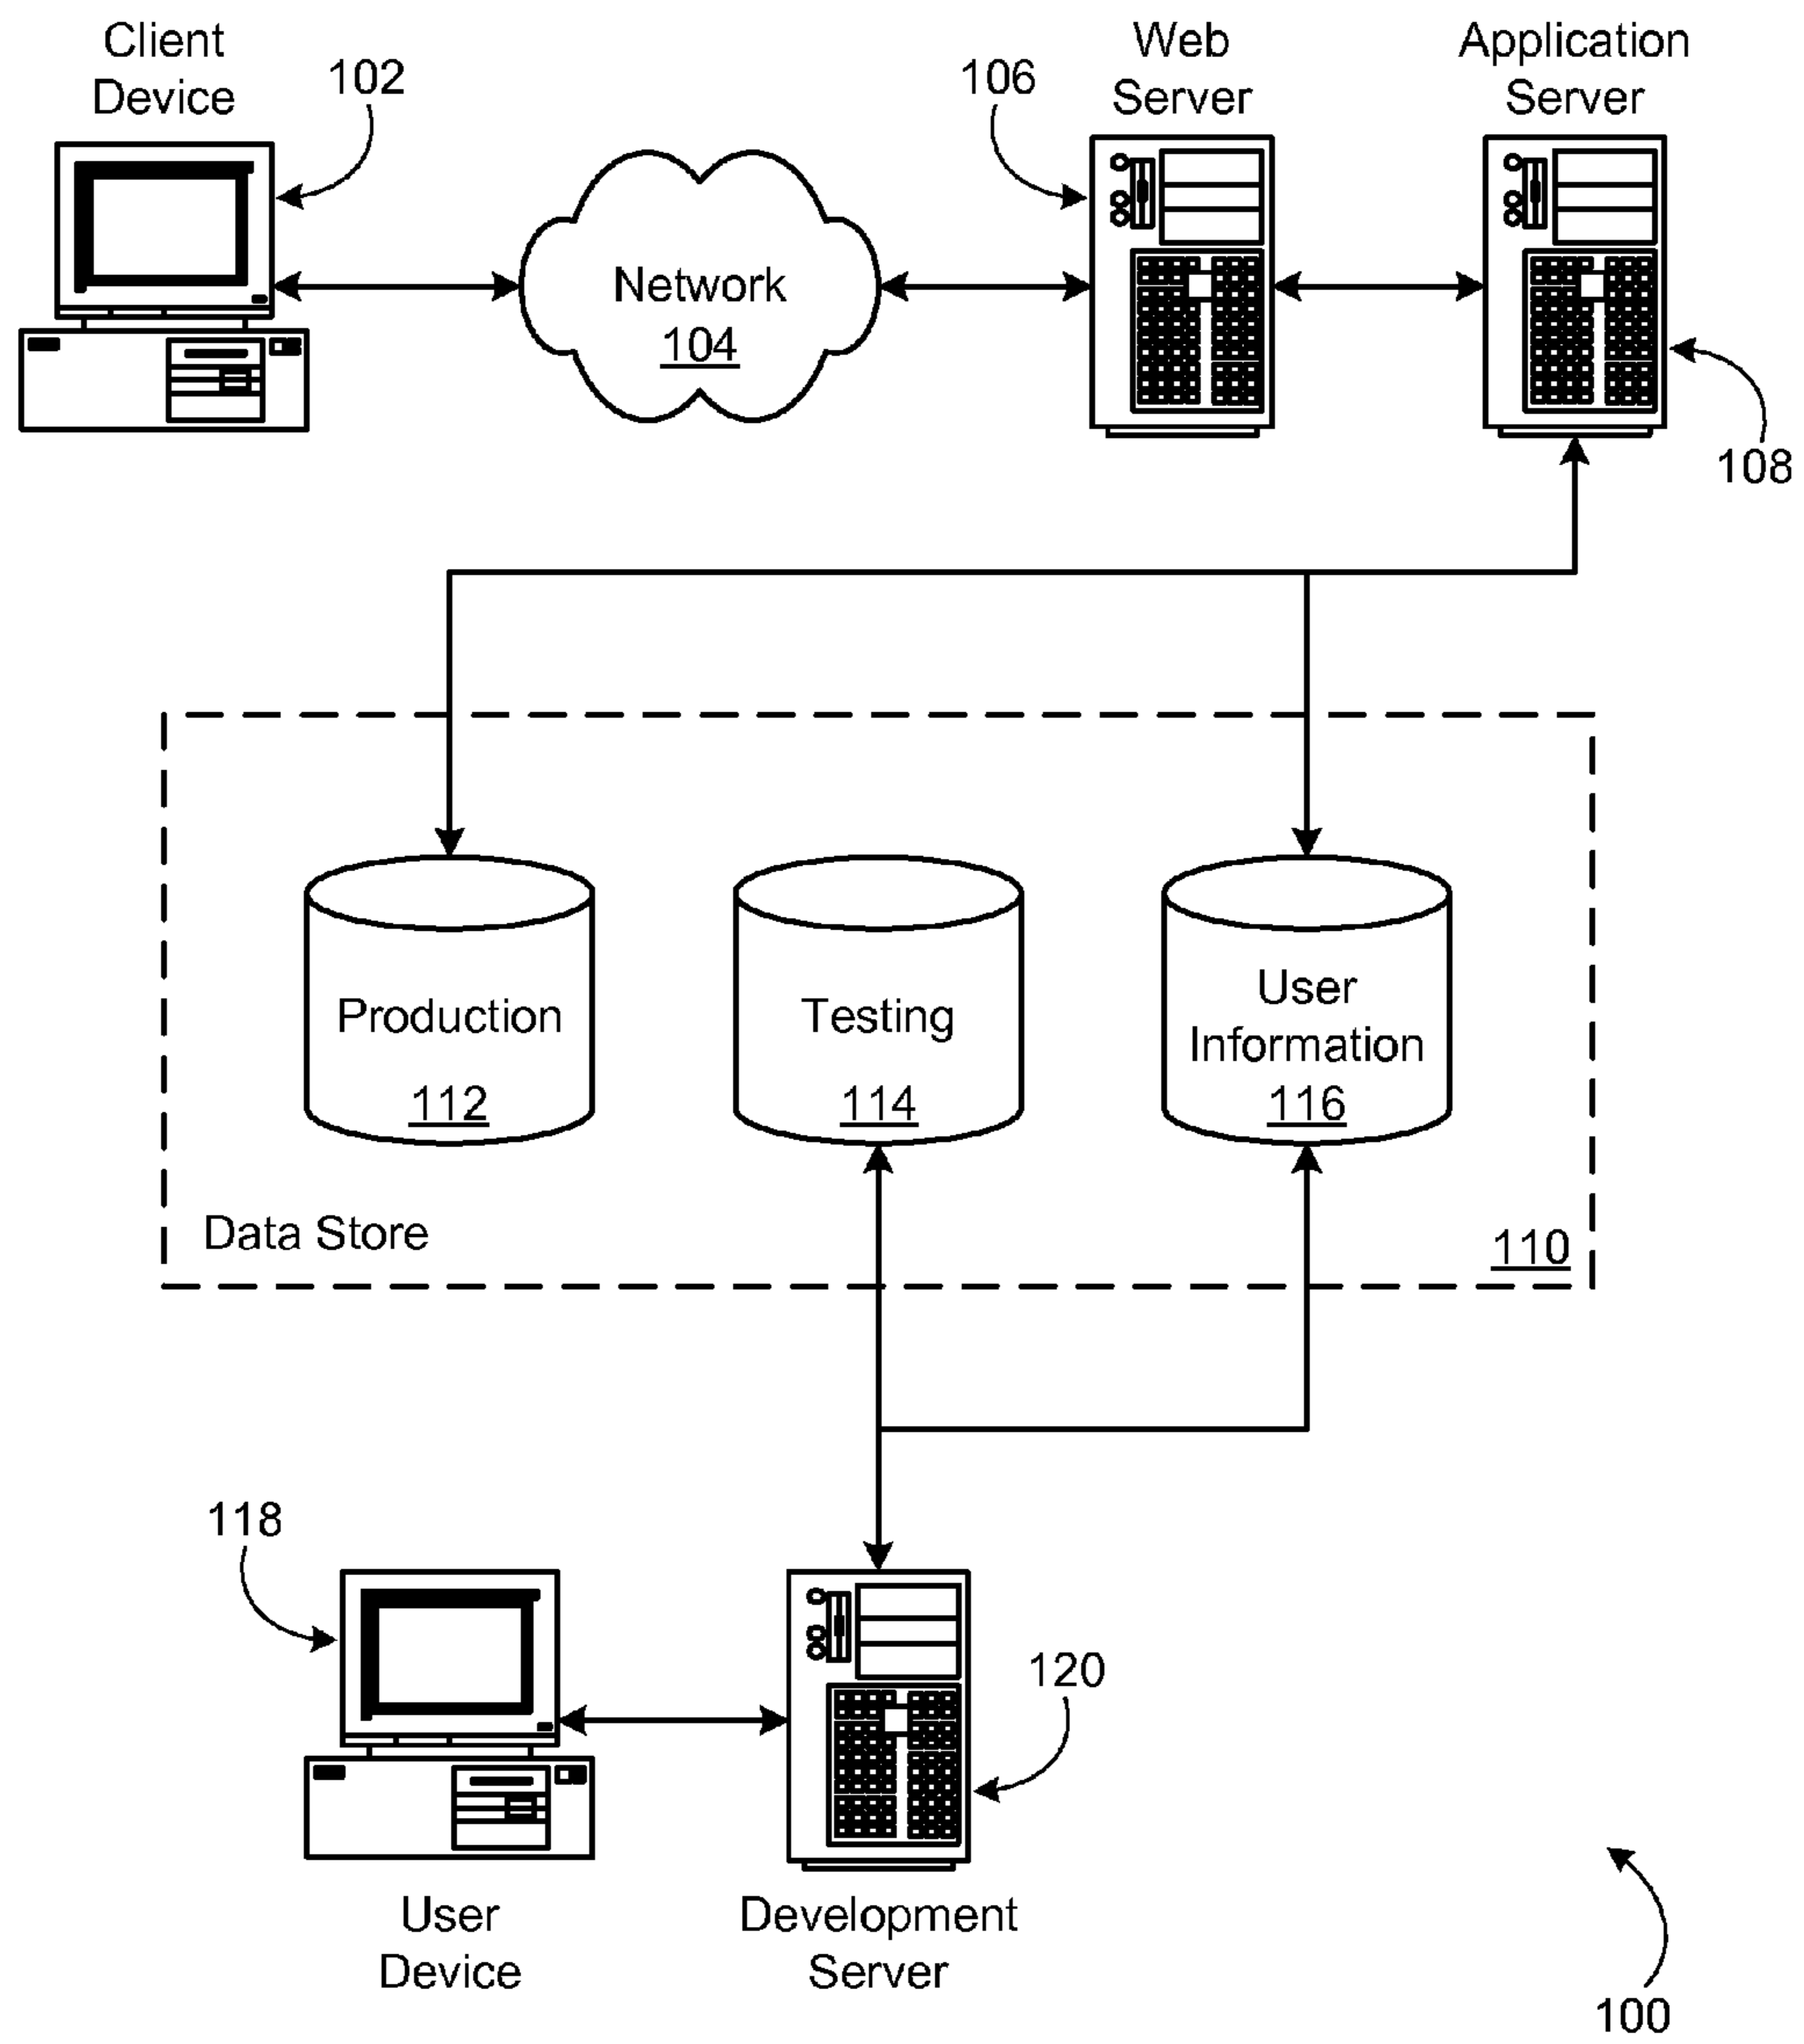 Client
Device
102
Network
104
106
Web
Server
Application
Server
108
Production
112
Testing
114
User
Information
116
Data Store
110
118
User
Device
120
Development
Server
100